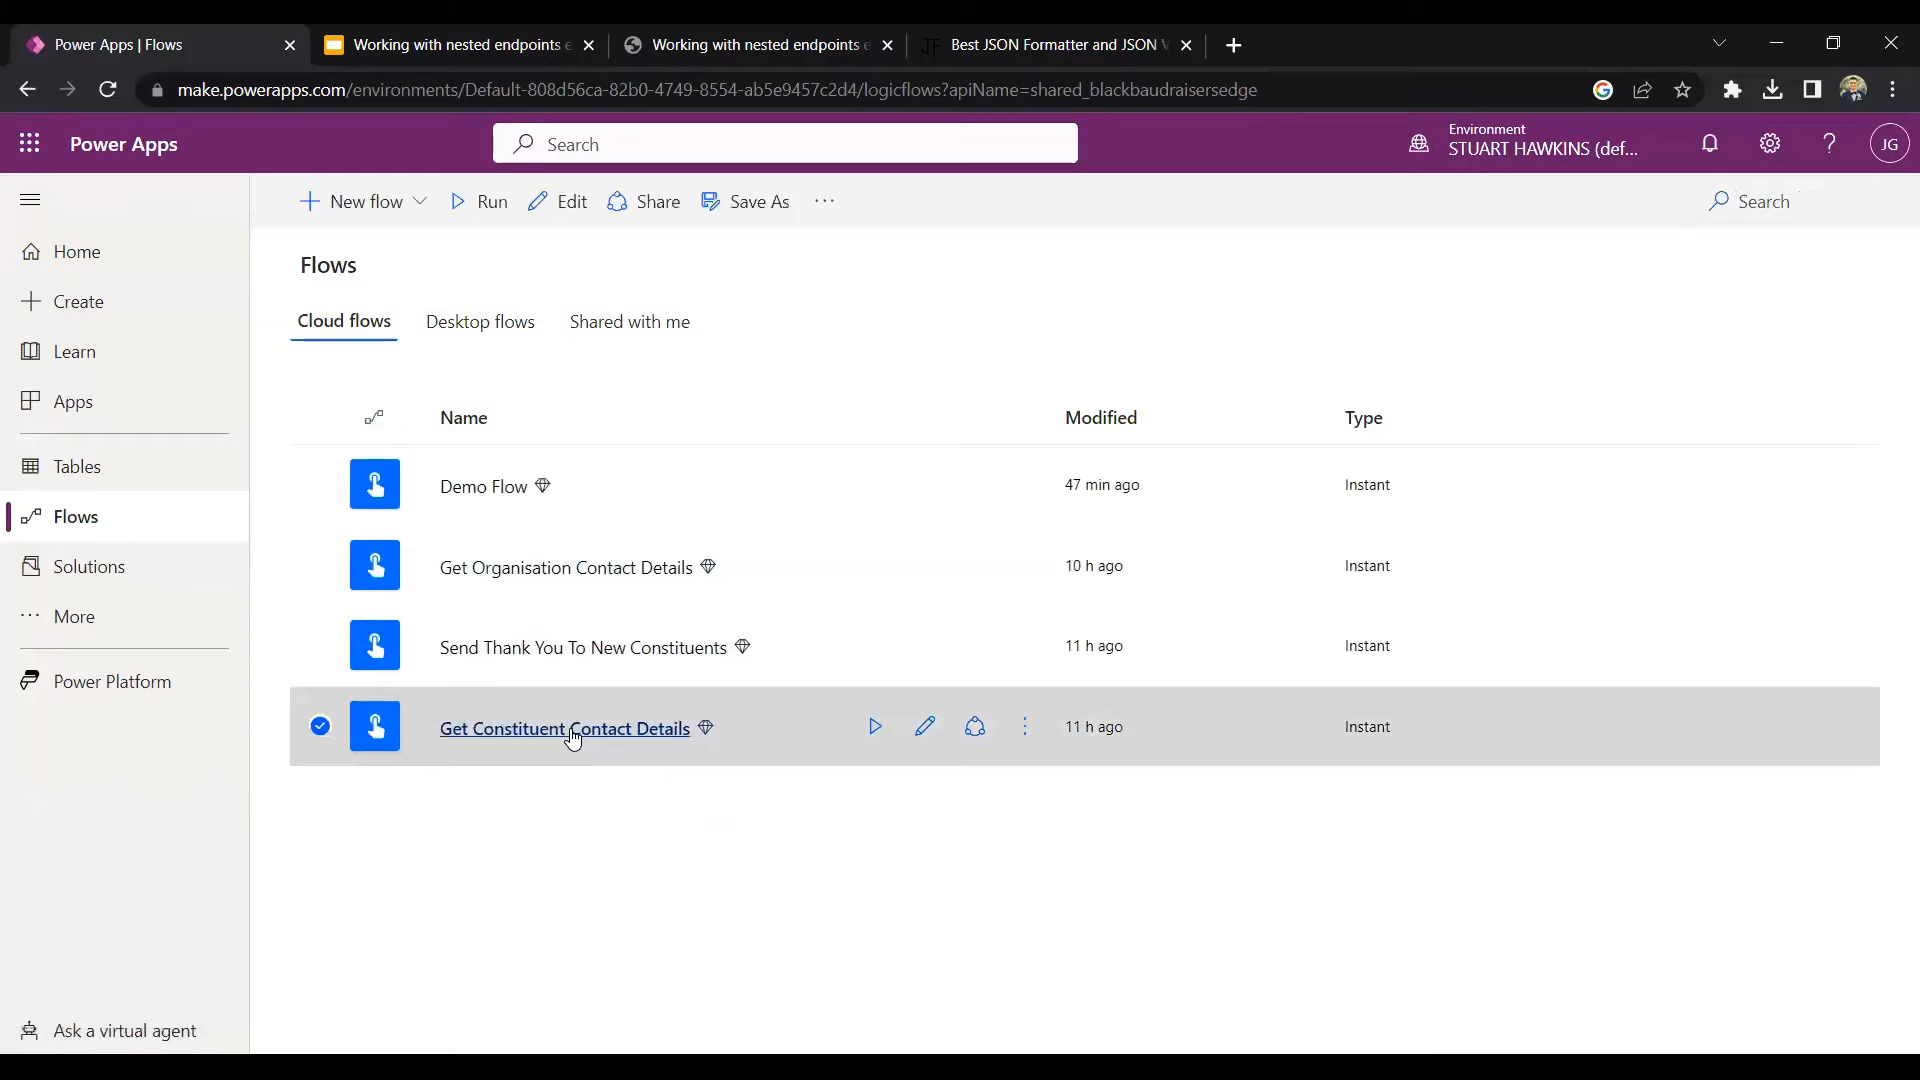 Power Apps | Flows
Working with nested endpoints e
Working with nested endpoints e
JF
Best JSON Formatter and JSON V
make.powerapps.com/environments/Default-808d56ca-82b0-4749-8554-ab5e9457c2d4/logicflows?apiName=shared_blackbaudraisersedge
Power Apps
Search
Environment
STUART HAWKINS (def...
JG
New flow
Run
Edit
Share
Save As
Search
Home
Create
Learn
Apps
Tables
Flows
Solutions
More
Power Platform
Ask a virtual agent
Flows
Cloud flows
Desktop flows
Shared with me
Name Modified Type
Demo Flow 47 min ago Instant
Get Organisation Contact Details 10 h ago Instant
Send Thank You To New Constituents 11 h ago Instant
Get Constituent Contact Details 11 h ago Instant